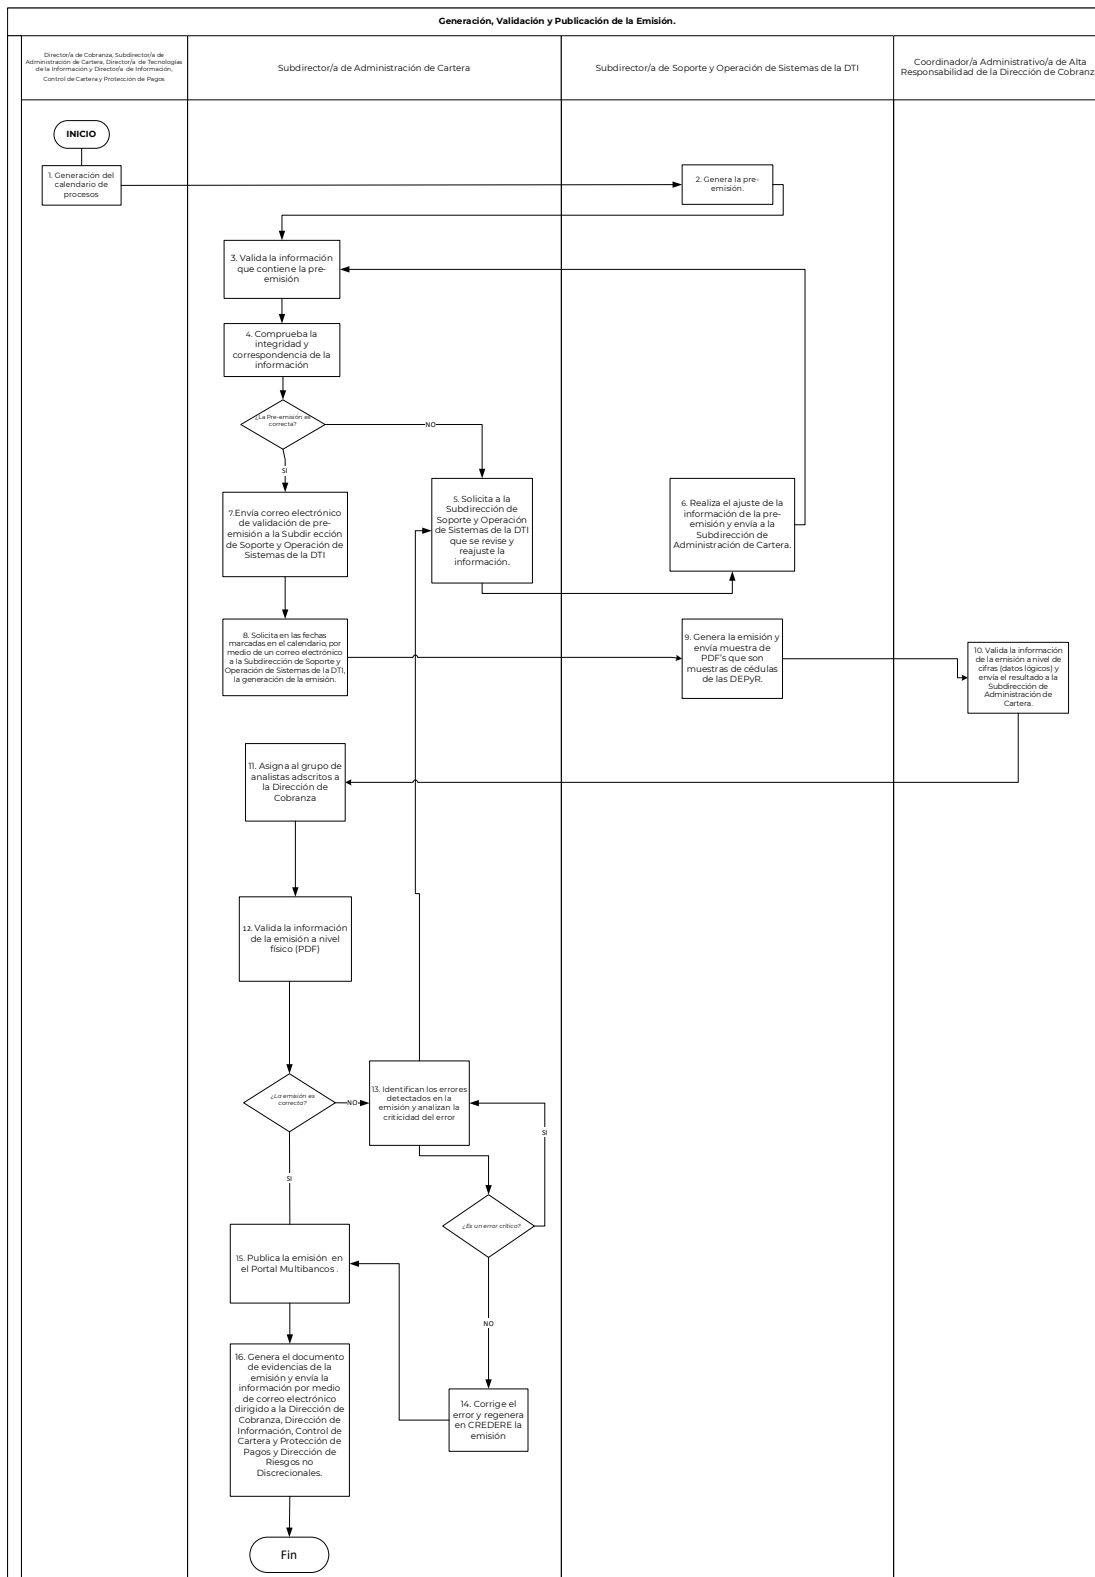 Generación, Validación y Publicación de la Emisión.
Director/a de Cobranza, Subdirector/a de
Administración de Cartera, Director/a de Tecnologías
de la Información y Director/a de Información,
Control de Cartera y Protección de Pagos
Subdirector/a de Administración de Cartera
Subdirector/a de Soporte y Operación de Sistemas de la DTI
Coordinador/a Administrativo/a de Alta
Responsabilidad de la Dirección de Cobranz
INICIO
1. Generación del
calendario de
procesos
2. Genera la pre-
emisión.
3. Valida la información
que contiene la pre-
emisión
4. Comprueba la
integridad y
correspondencia de la
información
¿La Pre-emisión es
correcta?
NO
SI
5. Solicita a la
Subdirección de
Soporte y Operación
de Sistemas de la DTI
que se revise y
reajuste la
información.
6. Realiza el ajuste de la
información de la pre-
emisión y envía a la
Subdirección de
Administración de Cartera.
7.Envía correo electrónico
de validación de pre-
emisión a la Subdir ección
de Soporte y Operación de
Sistemas de la DTI
8. Solicita en las fechas
marcadas en el calendario, por
medio de un correo electrónico
a la Subdirección de Soporte y
Operación de Sistemas de la DTI,
la generación de la emisión.
9. Genera la emisión y
envía muestra de
PDF's que son
muestras de cédulas
de las DEPyR.
10. Valida la información
de la emisión a nivel de
cifras (datos lógicos) y
envía el resultado a la
Subdirección de
Administración de
Cartera.
11. Asigna al grupo de
analistas adscritos a
la Dirección de
Cobranza
12. Valida la información
de la emisión a nivel
físico (PDF)
¿La emisión es
correcta?
NO
SI
13. Identifican los errores
detectados en la
emisión y analizan la
criticidad del error
SI
¿Es un error crítico?
NO
14. Corrige el
error y regenera
en CREDERE la
emisión
15. Publica la emisión en
el Portal Multibancos .
16. Genera el documento
de evidencias de la
emisión y envía la
información por medio
de correo electrónico
dirigido a la Dirección de
Cobranza, Dirección de
Información, Control de
Cartera y Protección de
Pagos y Dirección de
Riesgos no
Discrecionales.
Fin